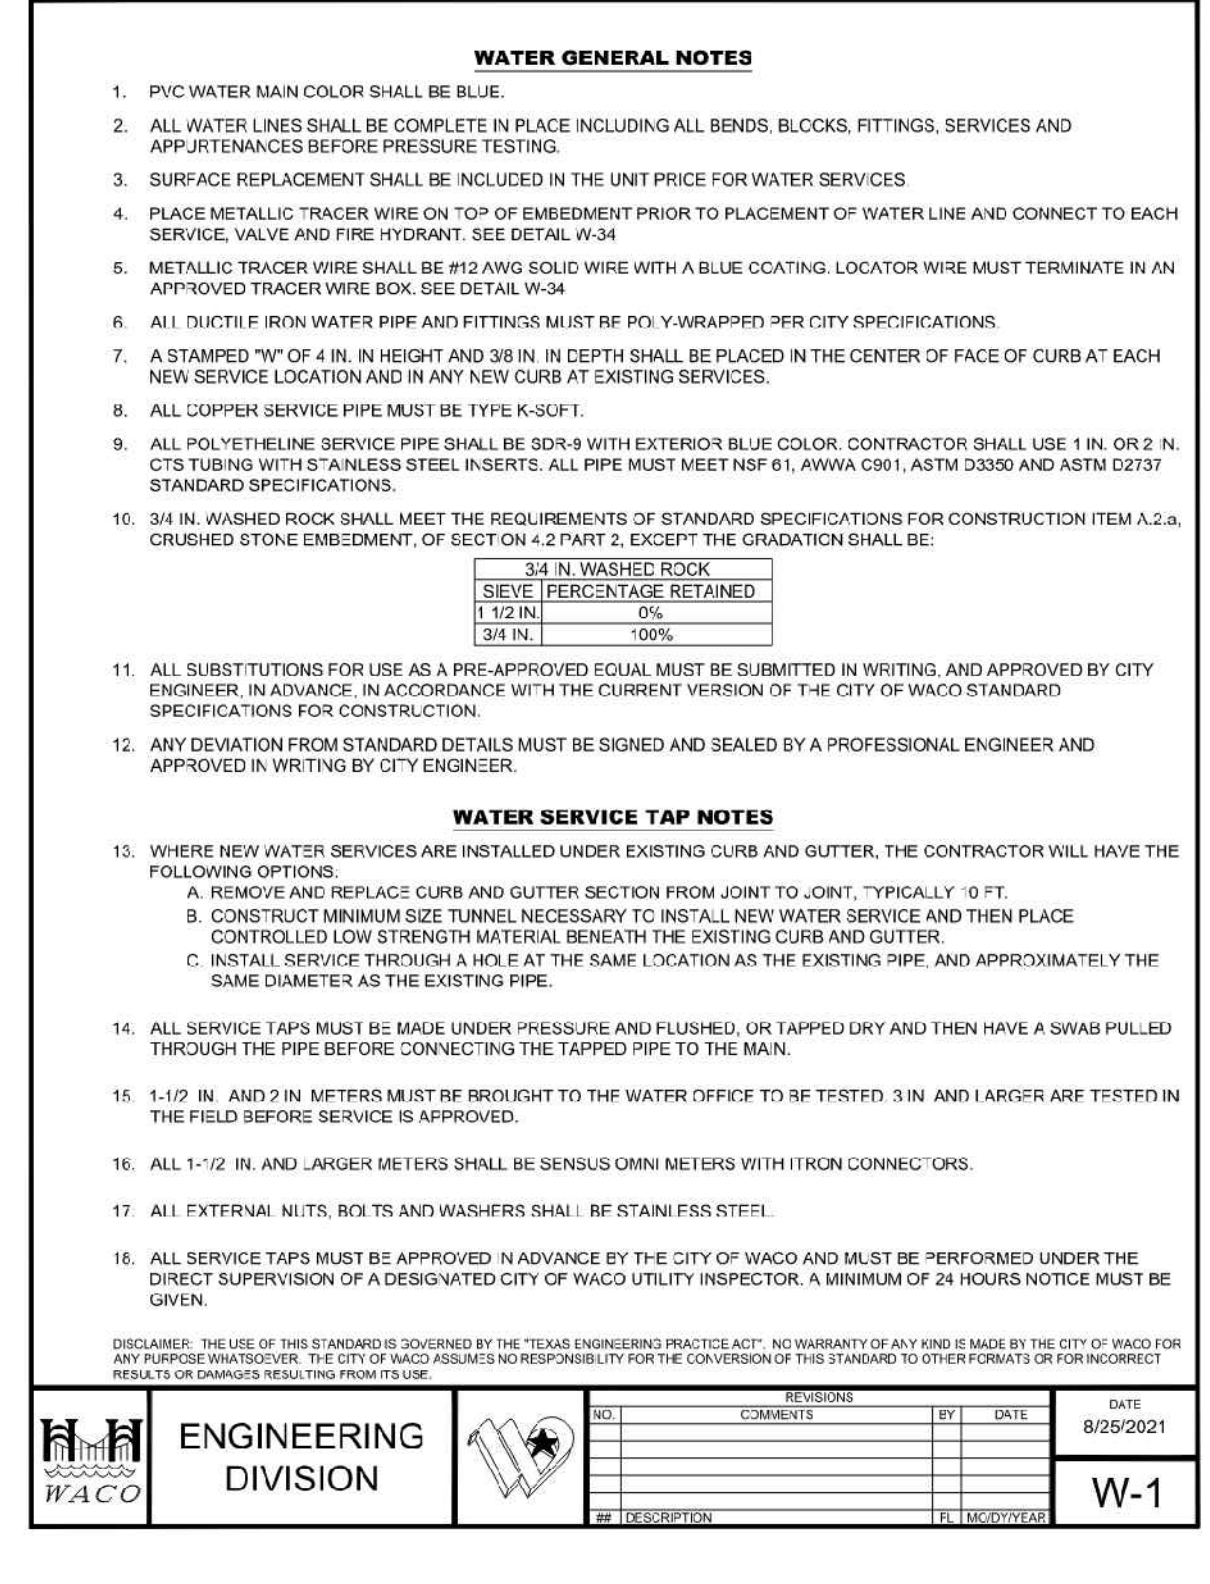 WATER GENERAL NOTES
1. PVC WATER MAIN COLOR SHALL BE BLUE.
2. ALL WATER LINES SHALL BE COMPLETE IN PLACE INCLUDING ALL BENDS, BLOCKS, FITTINGS, SERVICES AND
APPURTENANCES BEFORE PRESSURE TESTING.
3. SURFACE REPLACEMENT SHALL BE INCLUDED IN THE UNIT PRICE FOR WATER SERVICES.
4. PLACE METALLIC TRACER WIRE ON TOP OF EMBEDMENT PRIOR TO PLACEMENT OF WATER LINE AND CONNECT TO EACH
SERVICE, VALVE AND FIRE HYDRANT. SEE DETAIL W-34
5. METALLIC TRACER WIRE SHALL BE #12 AWG SOLID WIRE WITH A BLUE COATING. LOCATOR WIRE MUST TERMINATE IN AN
APPROVED TRACER WIRE BOX. SEE DETAIL W-34
6. ALL DUCTILE IRON WATER PIPE AND FITTINGS MUST BE POLY-WRAPPED PER CITY SPECIFICATIONS.
7. A STAMPED "W" OF 4 IN. IN HEIGHT AND 3/8 IN. IN DEPTH SHALL BE PLACED IN THE CENTER OF FACE OF CURB AT EACH
NEW SERVICE LOCATION AND IN ANY NEW CURB AT EXISTING SERVICES.
8. ALL COPPER SERVICE PIPE MUST BE TYPE K-SOFT.
9. ALL POLYETHELINE SERVICE PIPE SHALL BE SDR-9 WITH EXTERIOR BLUE COLOR. CONTRACTOR SHALL USE 1 IN. OR 2 IN.
CTS TUBING WITH STAINLESS STEEL INSERTS. ALL PIPE MUST MEET NSF 61, AWWA C901, ASTM D3350 AND ASTM D2737
STANDARD SPECIFICATIONS.
10. 3/4 IN. WASHED ROCK SHALL MEET THE REQUIREMENTS OF STANDARD SPECIFICATIONS FOR CONSTRUCTION ITEM A.2.a,
CRUSHED STONE EMBEDMENT, OF SECTION 4.2 PART 2, EXCEPT THE GRADATION SHALL BE:
3/4 IN. WASHED ROCK
SIEVE PERCENTAGE RETAINED
1 1/2 IN. 0%
3/4 IN. 100%
11. ALL SUBSTITUTIONS FOR USE AS A PRE-APPROVED EQUAL MUST BE SUBMITTED IN WRITING, AND APPROVED BY CITY
ENGINEER, IN ADVANCE, IN ACCORDANCE WITH THE CURRENT VERSION OF THE CITY OF WACO STANDARD
SPECIFICATIONS FOR CONSTRUCTION.
12. ANY DEVIATION FROM STANDARD DETAILS MUST BE SIGNED AND SEALED BY A PROFESSIONAL ENGINEER AND
APPROVED IN WRITING BY CITY ENGINEER.
WATER SERVICE TAP NOTES
13. WHERE NEW WATER SERVICES ARE INSTALLED UNDER EXISTING CURB AND GUTTER, THE CONTRACTOR WILL HAVE THE
FOLLOWING OPTIONS:
A. REMOVE AND REPLACE CURB AND GUTTER SECTION FROM JOINT TO JOINT, TYPICALLY 10 FT.
B. CONSTRUCT MINIMUM SIZE TUNNEL NECESSARY TO INSTALL NEW WATER SERVICE AND THEN PLACE
CONTROLLED LOW STRENGTH MATERIAL BENEATH THE EXISTING CURB AND GUTTER.
C. INSTALL SERVICE THROUGH A HOLE AT THE SAME LOCATION AS THE EXISTING PIPE, AND APPROXIMATELY THE
SAME DIAMETER AS THE EXISTING PIPE.
14. ALL SERVICE TAPS MUST BE MADE UNDER PRESSURE AND FLUSHED, OR TAPPED DRY AND THEN HAVE A SWAB PULLED
THROUGH THE PIPE BEFORE CONNECTING THE TAPPED PIPE TO THE MAIN.
15. 1-1/2 IN. AND 2 IN METERS MUST BE BROUGHT TO THE WATER OFFICE TO BE TESTED. 3 IN AND LARGER ARE TESTED IN
THE FIELD BEFORE SERVICE IS APPROVED.
16. ALL 1-1/2 IN. AND LARGER METERS SHALL BE SENSUS OMNI METERS WITH ITRON CONNECTORS.
17. ALL EXTERNAL NUTS, BOLTS AND WASHERS SHALL BE STAINLESS STEEL.
18. ALL SERVICE TAPS MUST BE APPROVED IN ADVANCE BY THE CITY OF WACO AND MUST BE PERFORMED UNDER THE
DIRECT SUPERVISION OF A DESIGNATED CITY OF WACO UTILITY INSPECTOR. A MINIMUM OF 24 HOURS NOTICE MUST BE
GIVEN.
DISCLAIMER: THE USE OF THIS STANDARD IS GOVERNED BY THE "TEXAS ENGINEERING PRACTICE ACT". NO WARRANTY OF ANY KIND IS MADE BY THE CITY OF WACO FOR
ANY PURPOSE WHATSOEVER. THE CITY OF WACO ASSUMES NO RESPONSIBILITY FOR THE CONVERSION OF THIS STANDARD TO OTHER FORMATS OR FOR INCORRECT
RESULTS OR DAMAGES RESULTING FROM ITS USE.
WACO
ENGINEERING
DIVISION
REVISIONS
NO. COMMENTS BY DATE
## DESCRIPTION FL MO/DY/YEAR
DATE
8/25/2021
W-1